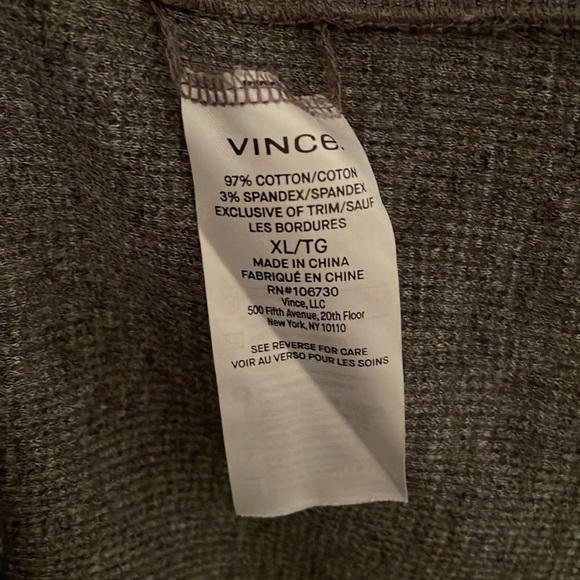 VINCE.
97% COTTON/COTON
3% SPANDEX/SPANDEX
EXCLUSIVE OF TRIM/SAUF
LES BORDURES
XL/TG
MADE IN CHINA
FABRIQUÉ EN CHINE
RN#106730
Vince, LLC
500 Fifth Avenue, 20th Floor
New York, NY 10110
SEE REVERSE FOR CARE
VOIR AU VERSO POUR LES SOINS